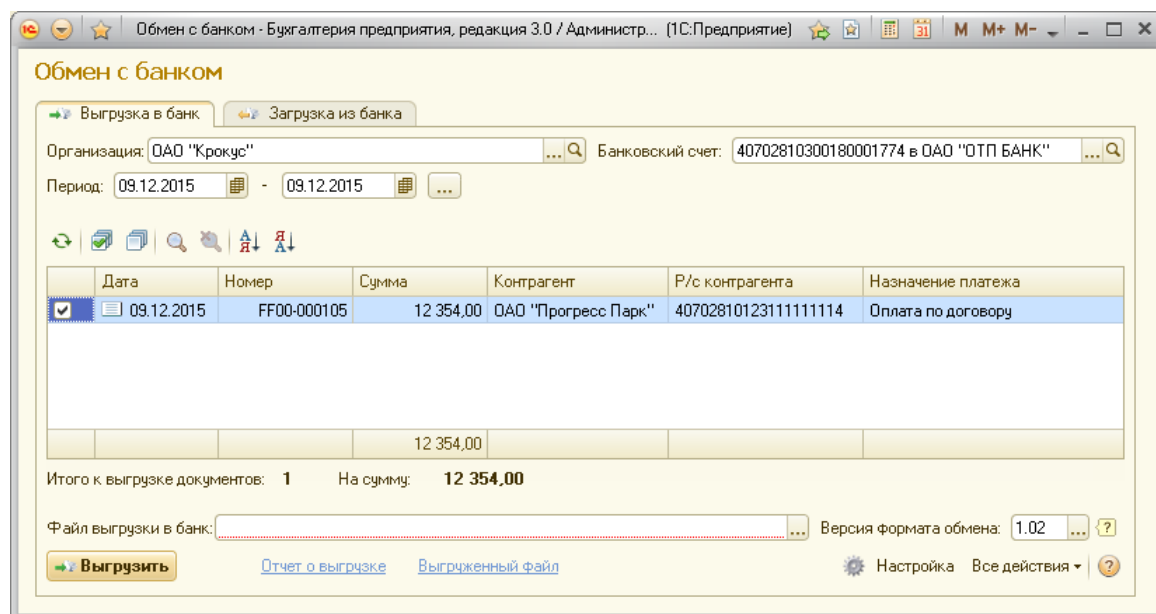 Обмен с банком - Бухгалтерия предприятия, редакция 3.0 / Администр... (1С:Предприятие) 31 M M+ M-
Обмен с банком
Выгрузка в банк Загрузка из банка
Организация: ОАО "Крокус" ... Банковский счет: 40702810300180001774 в ОАО "ОТП БАНК" ...
Период: 09.12.2015 - 09.12.2015 ...
Дата Номер Сумма Контрагент Р/с контрагента Назначение платежа
09.12.2015 FF00-000105 12 354,00 ОАО "Прогресс Парк" 40702810123111111114 Оплата по договору
12 354,00
Итого к выгрузке документов: 1 На сумму: 12 354,00
Файл выгрузки в банк: ... Версия формата обмена: 1.02 ... ?
Выгрузить Отчет о выгрузке Выгруженный файл Настройка Все действия ?